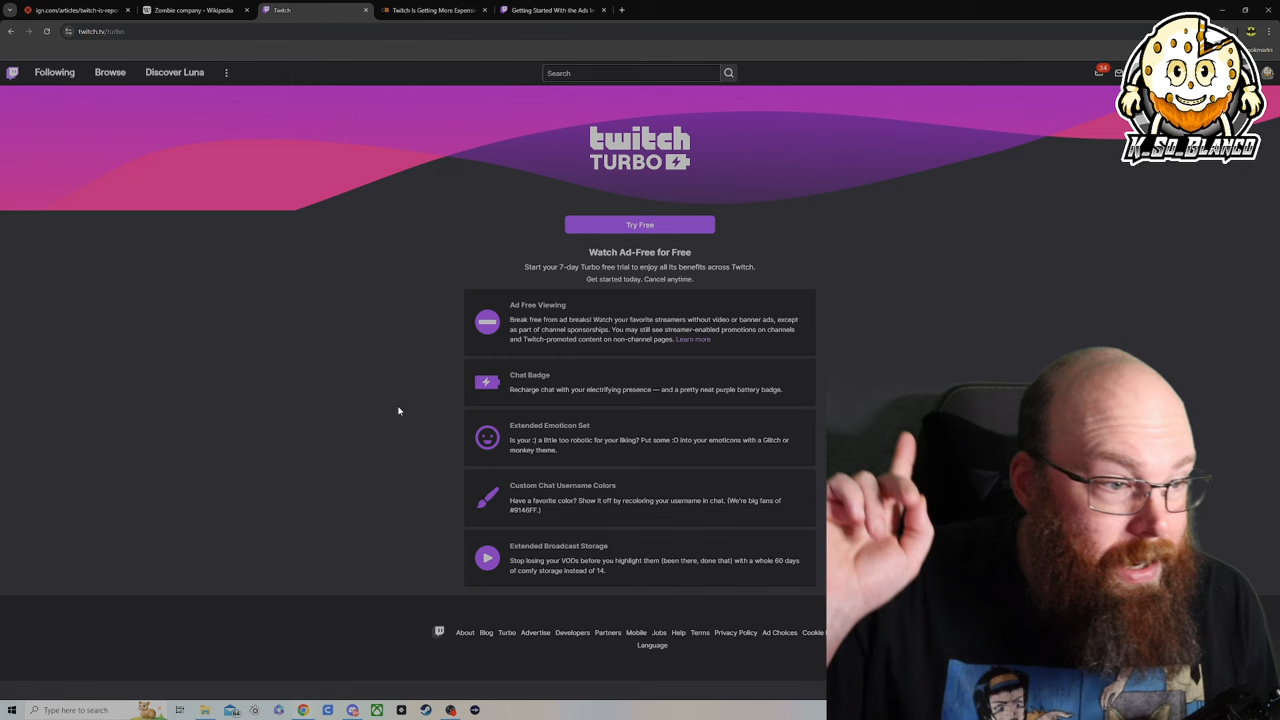 ign.com/articles/twitch-is-repo
Zombie company - Wikipedia
Twitch
Twitch Is Getting More Expens
Getting Started With the Ads In
twitch.tv/turbo
Bookmarks
Following
Browse
Discover Luna
Search
54
K_So_Blanco
twitch
TURBO
Try Free
Watch Ad-Free for Free
Start your 7-day Turbo free trial to enjoy all its benefits across Twitch.
Get started today. Cancel anytime.
Ad Free Viewing
Break free from ad breaks! Watch your favorite streamers without video or banner ads, except
as part of channel sponsorships. You may still see streamer-enabled promotions on channels
and Twitch-promoted content on non-channel pages. Learn more
Chat Badge
Recharge chat with your electrifying presence — and a pretty neat purple battery badge.
Extended Emoticon Set
Is your :) a little too robotic for your liking? Put some :O into your emoticons with a Glitch or
monkey theme.
Custom Chat Username Colors
Have a favorite color? Show it off by recoloring your username in chat. (We're big fans of
#9146FF.)
Extended Broadcast Storage
Stop losing your VODs before you highlight them (been there, done that) with a whole 60 days
of comfy storage instead of 14.
About Blog Turbo Advertise Developers Partners Mobile Jobs Help Terms Privacy Policy Ad Choices Cookie
Language
Type here to search